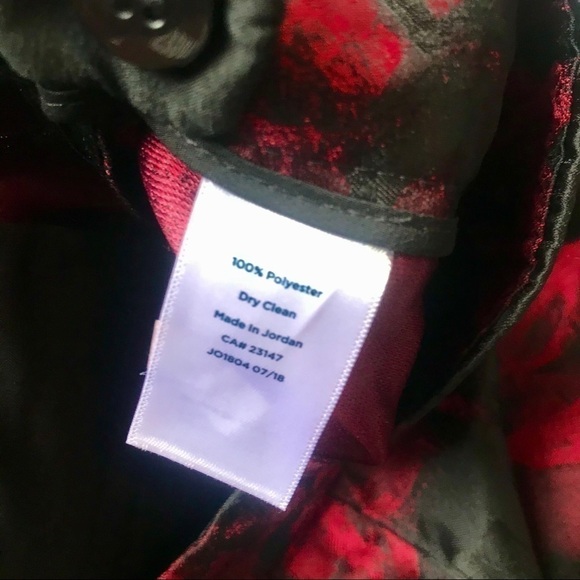 100% Polyester
Dry Clean
Made in Jordan
CA# 23147
JO1804 07/18